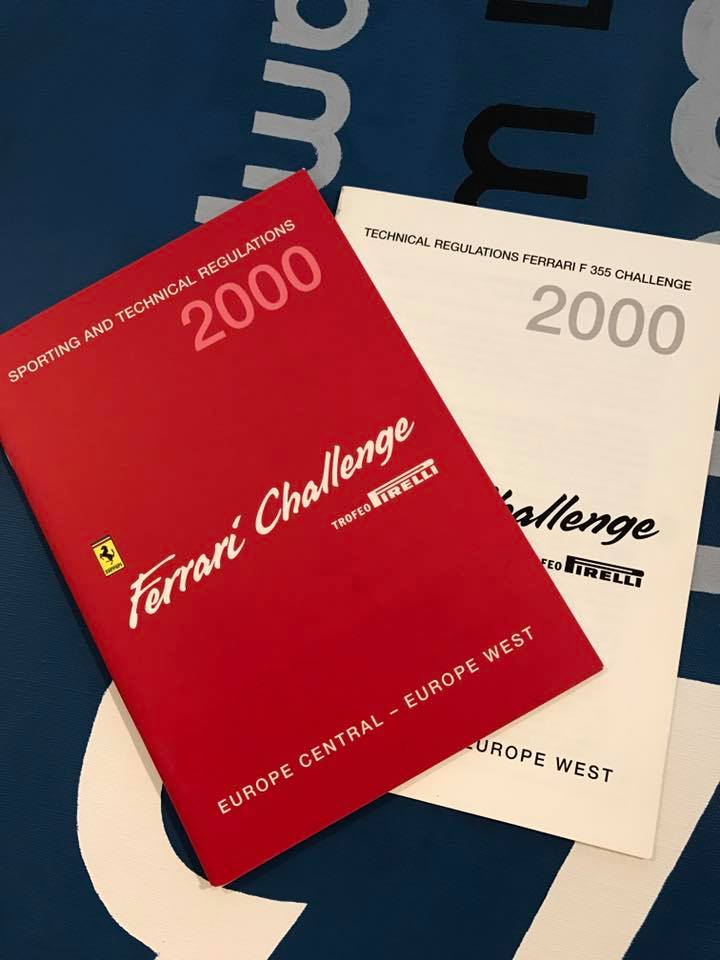 SPORTING AND TECHNICAL REGULATIONS
2000
Ferrari Challenge
TROFEO PIRELLI
EUROPE CENTRAL – EUROPE WEST
TECHNICAL REGULATIONS FERRARI F 355 CHALLENGE
2000
Challenge
PIRELLI
EUROPE WEST